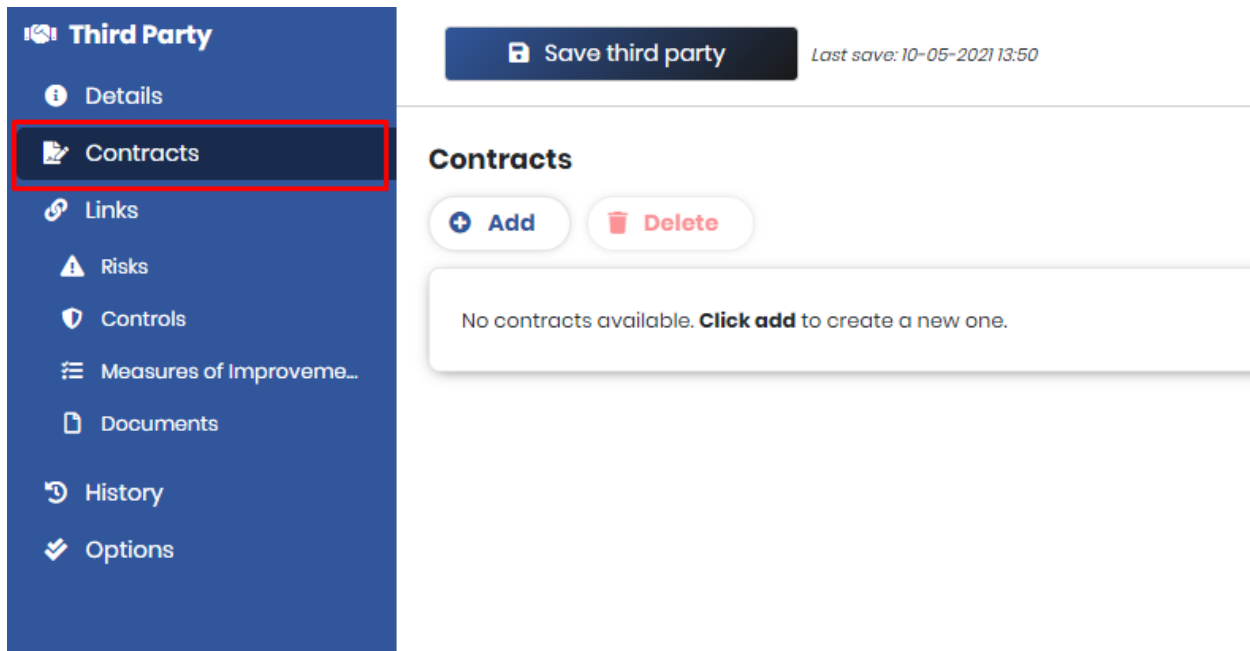 Third Party
Details
Contracts
Links
Risks
Controls
Measures of Improveme...
Documents
History
Options
Save third party
Last save: 10-05-2021 13:50
Contracts
Add
Delete
No contracts available. Click add to create a new one.